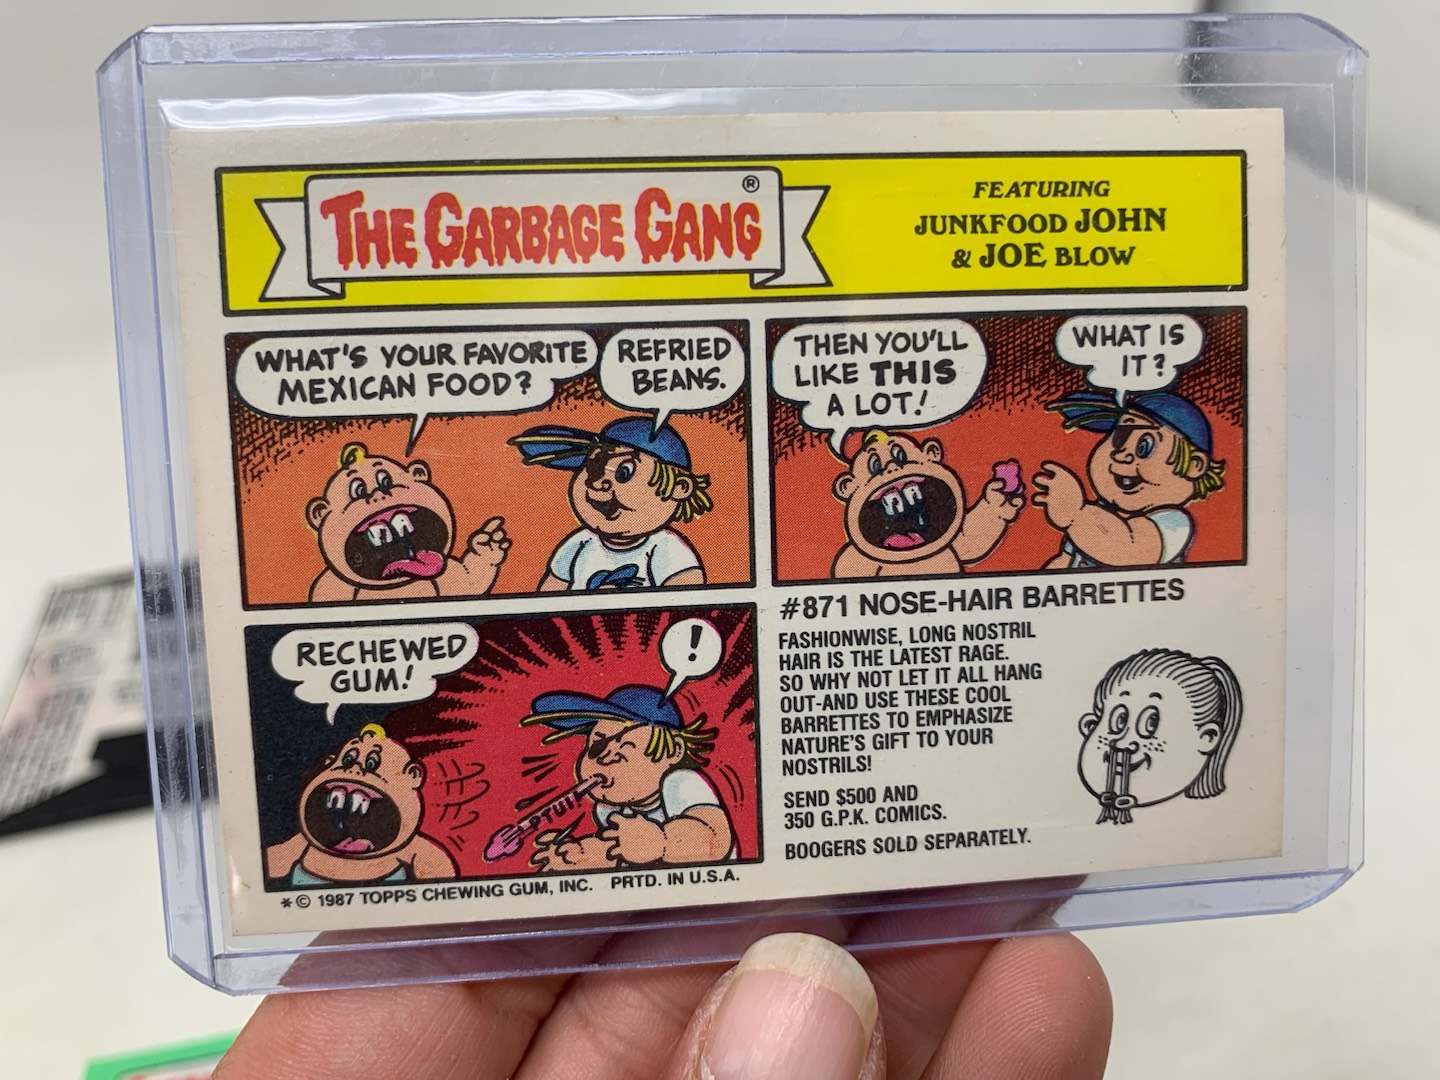 THE GARBAGE GANG®
FEATURING
JUNKFOOD JOHN
& JOE BLOW
WHAT'S YOUR FAVORITE
MEXICAN FOOD?
REFRIED
BEANS.
THEN YOU'LL
LIKE THIS
A LOT!
WHAT IS
IT?
RECHEWED
GUM!
!
PTUI!
#871 NOSE-HAIR BARRETTES
FASHIONWISE, LONG NOSTRIL
HAIR IS THE LATEST RAGE.
SO WHY NOT LET IT ALL HANG
OUT-AND USE THESE COOL
BARRETTES TO EMPHASIZE
NATURE'S GIFT TO YOUR
NOSTRILS!
SEND $500 AND
350 G.P.K. COMICS.
BOOGERS SOLD SEPARATELY.
*© 1987 TOPPS CHEWING GUM, INC. PRTD. IN U.S.A.